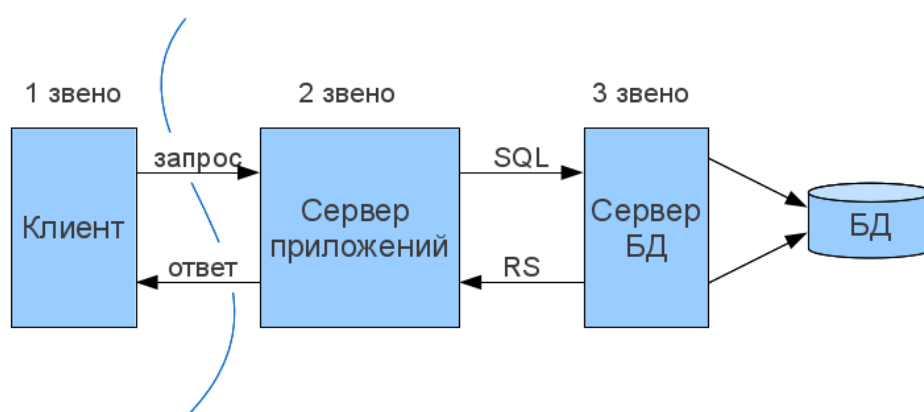 1 звено
2 звено
3 звено
запрос
SQL
Клиент
Сервер
приложений
Сервер
БД
БД
ответ
RS